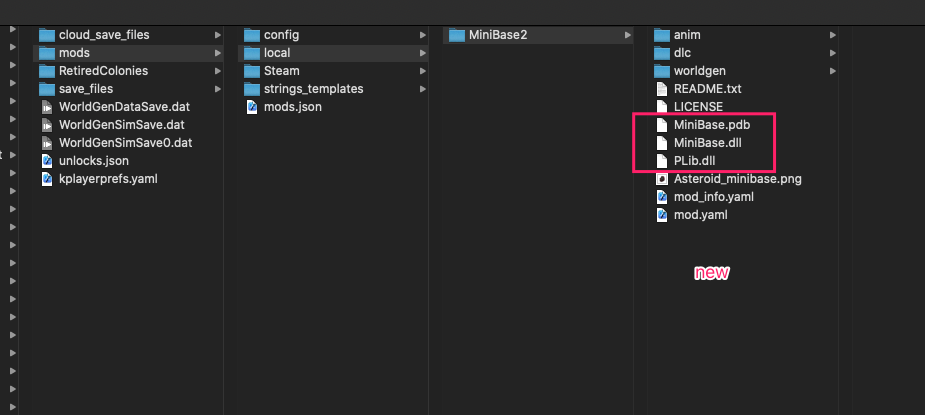 cloud_save_files
mods
RetiredColonies
save_files
WorldGenDataSave.dat
WorldGenSimSave.dat
WorldGenSimSave0.dat
unlocks.json
kplayerprefs.yaml
config
local
Steam
strings_templates
mods.json
MiniBase2
anim
dlc
worldgen
README.txt
LICENSE
MiniBase.pdb
MiniBase.dll
PLib.dll
Asteroid_minibase.png
mod_info.yaml
mod.yaml
new